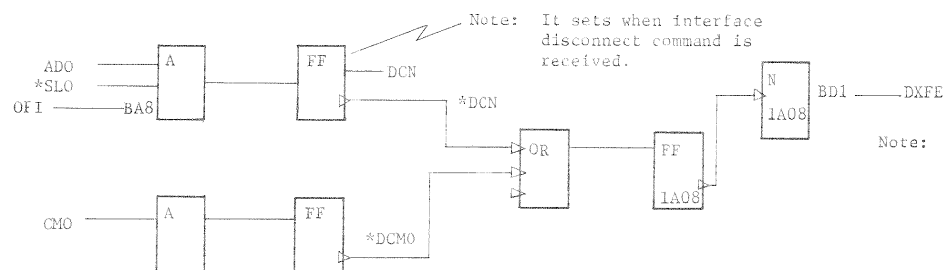 Note: It sets when interface
disconnect command is
received.
A
FF
ADO
DCN
*SLO
N
OFI
BA8
*DCN
BD1
DXFE
1A08
Note:
OR
FF
1A08
A
FF
CMO
*DCMO